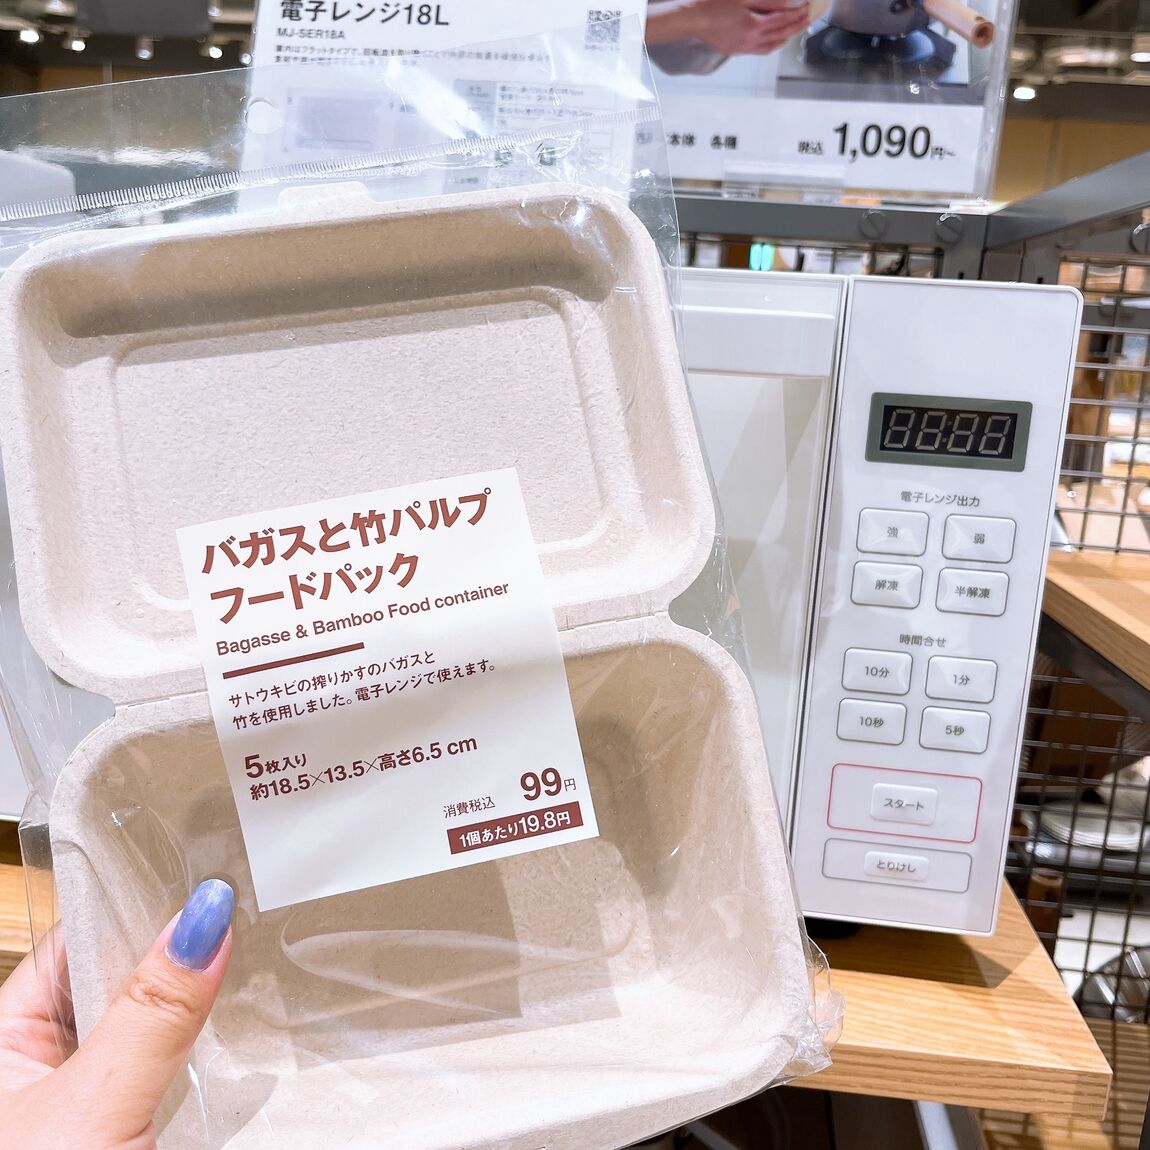 電子レンジ18L
MJ-SER18A
本体 各種
税込 1,090円~
電子レンジ出力
強
弱
解凍
半解凍
時間合せ
10分
1分
10秒
5秒
スタート
とりけし
バガスと竹パルプ
フードパック
Bagasse & Bamboo Food container
サトウキビの搾りかすのバガスと
竹を使用しました。電子レンジで使えます。
5枚入り
約18.5×13.5×高さ6.5 cm
消費税込 99円
1個あたり19.8円